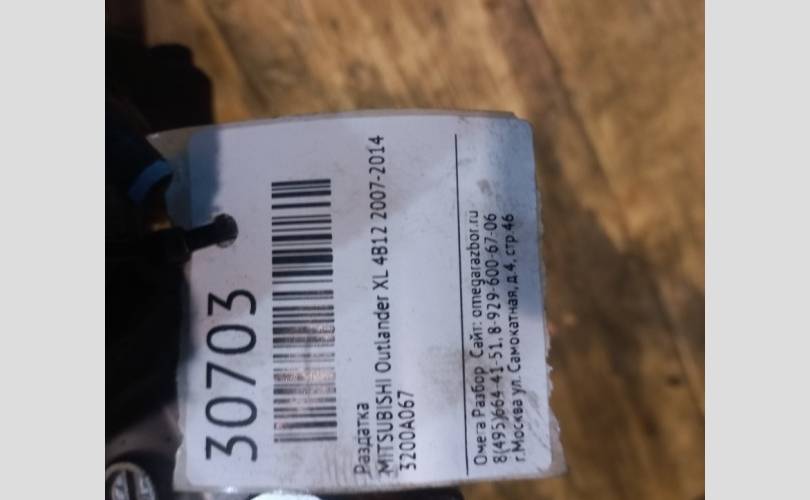 30703
Раздатка
MITSUBISHI Outlander XL 4B12 2007-2014
3200A067
Омега Разбор Сайт: omegarazbor.ru
8(495)664-41-51, 8-929-600-67-06
г.Москва ул. Самокатная, д.4, стр.46